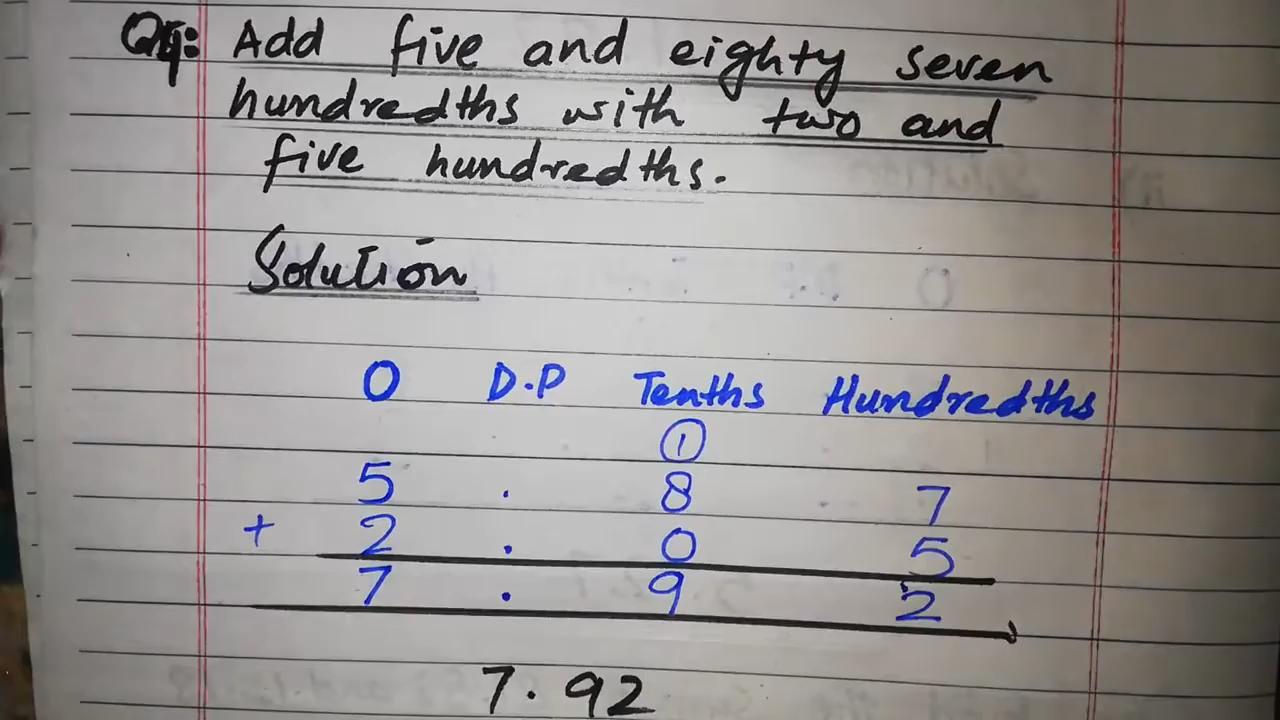 Q4: Add five and eighty seven
hundredths with two and
five hundredths.
Solution
O D.P Tenths Hundredths
1
5 . 8 7
+ 2 . 0 5
7 . 9 2
7.92